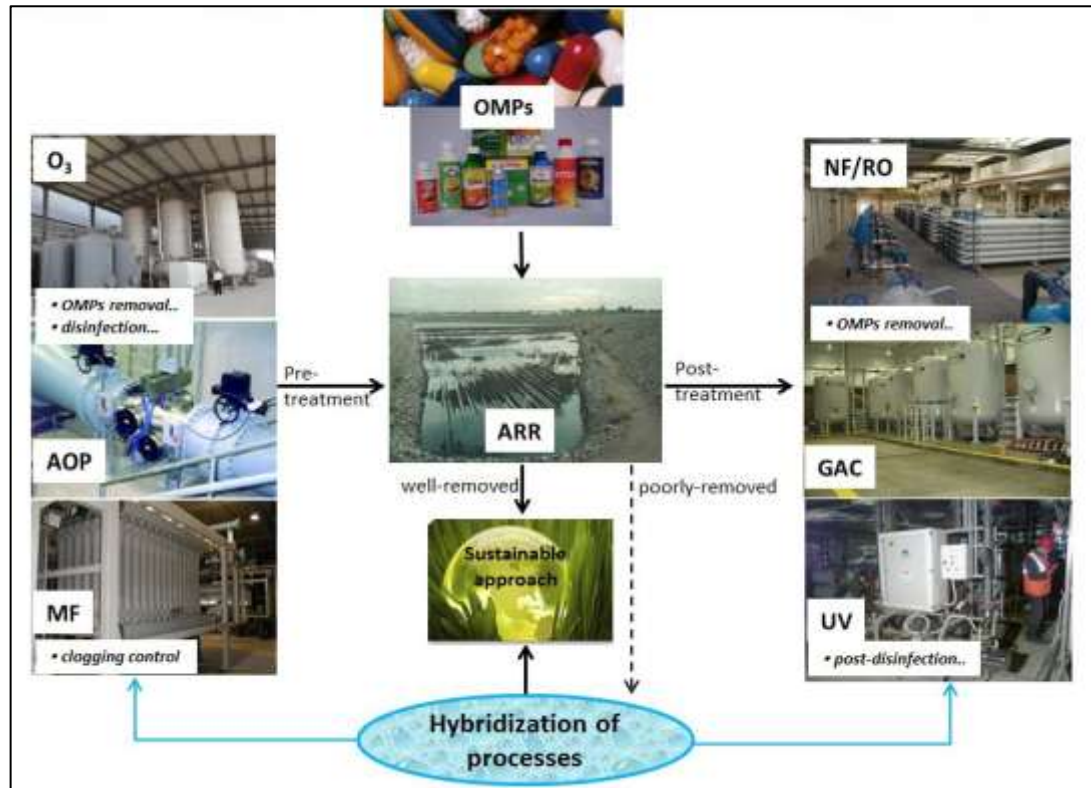 OMPs
O₃
• OMPs removal..
• disinfection...
AOP
MF
• clogging control
Pre-
treatment
ARR
well-removed
poorly-removed
Sustainable
approach
Post-
treatment
NF/RO
• OMPs removal..
GAC
UV
• post-disinfection..
Hybridization of
processes